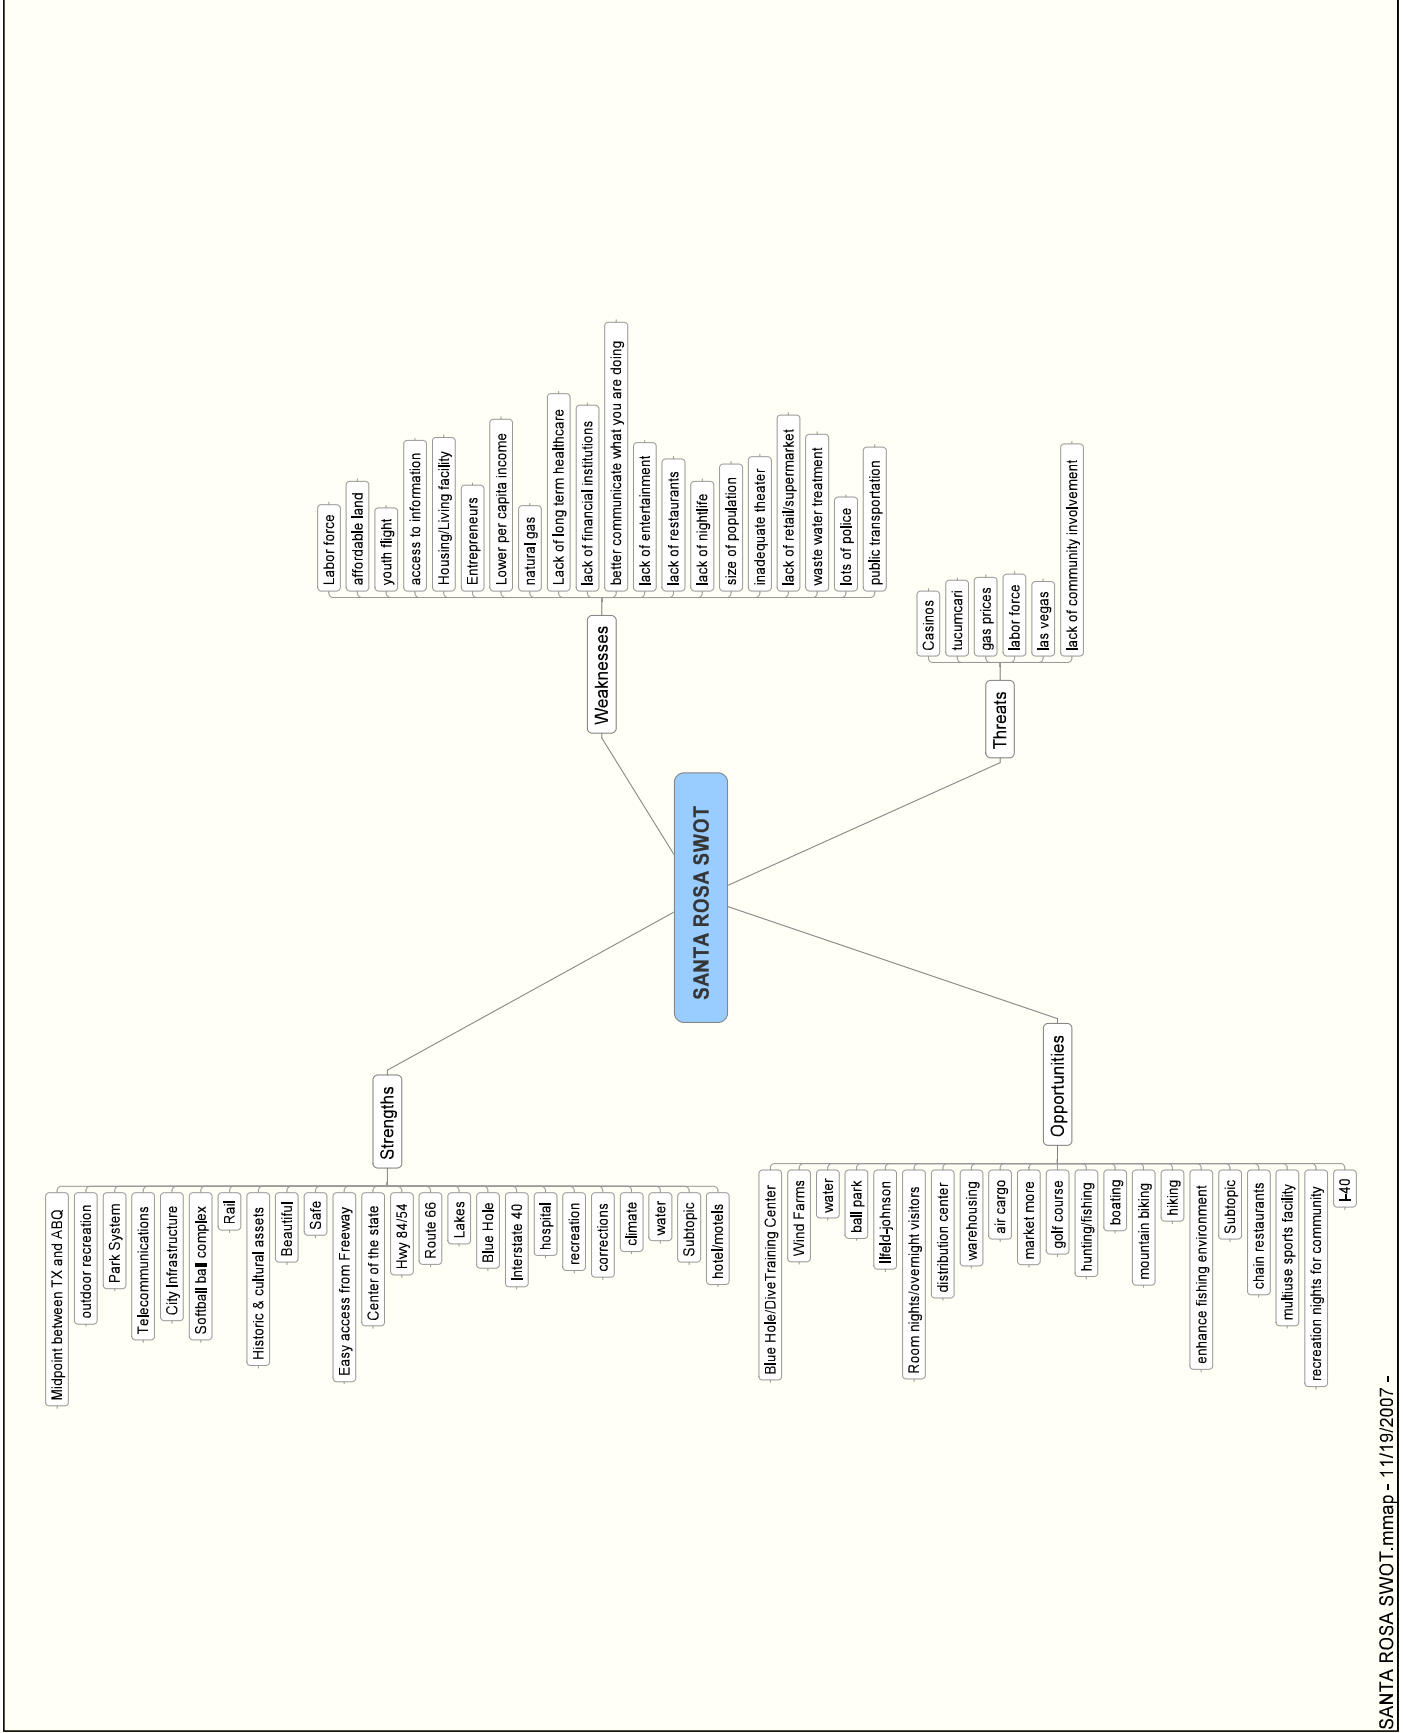 SANTA ROSA SWOT
Strengths
Midpoint between TX and ABQ
outdoor recreation
Park System
Telecommunications
City Infrastructure
Softball ball complex
Rail
Historic & cultural assets
Beautiful
Safe
Easy access from Freeway
Center of the state
Hwy 84/54
Route 66
Lakes
Blue Hole
Interstate 40
hospital
recreation
corrections
climate
water
Subtopic
hotel/motels
Weaknesses
Labor force
affordable land
youth flight
access to information
Housing/Living facility
Entrepreneurs
Lower per capita income
natural gas
Lack of long term healthcare
lack of financial institutions
better communicate what you are doing
lack of entertainment
lack of restaurants
lack of nightlife
size of population
inadequate theater
lack of retail/supermarket
waste water treatment
lots of police
public transportation
Opportunities
Blue Hole/DiveTraining Center
Wind Farms
water
ball park
Ilfeld-johnson
Room nights/overnight visitors
distribution center
warehousing
air cargo
market more
golf course
hunting/fishing
boating
mountain biking
hiking
enhance fishing environment
Subtopic
chain restaurants
multiuse sports facility
recreation nights for community
I-40
Threats
Casinos
tucumcari
gas prices
labor force
las vegas
lack of community involvement
SANTA ROSA SWOT.mmap - 11/19/2007 -